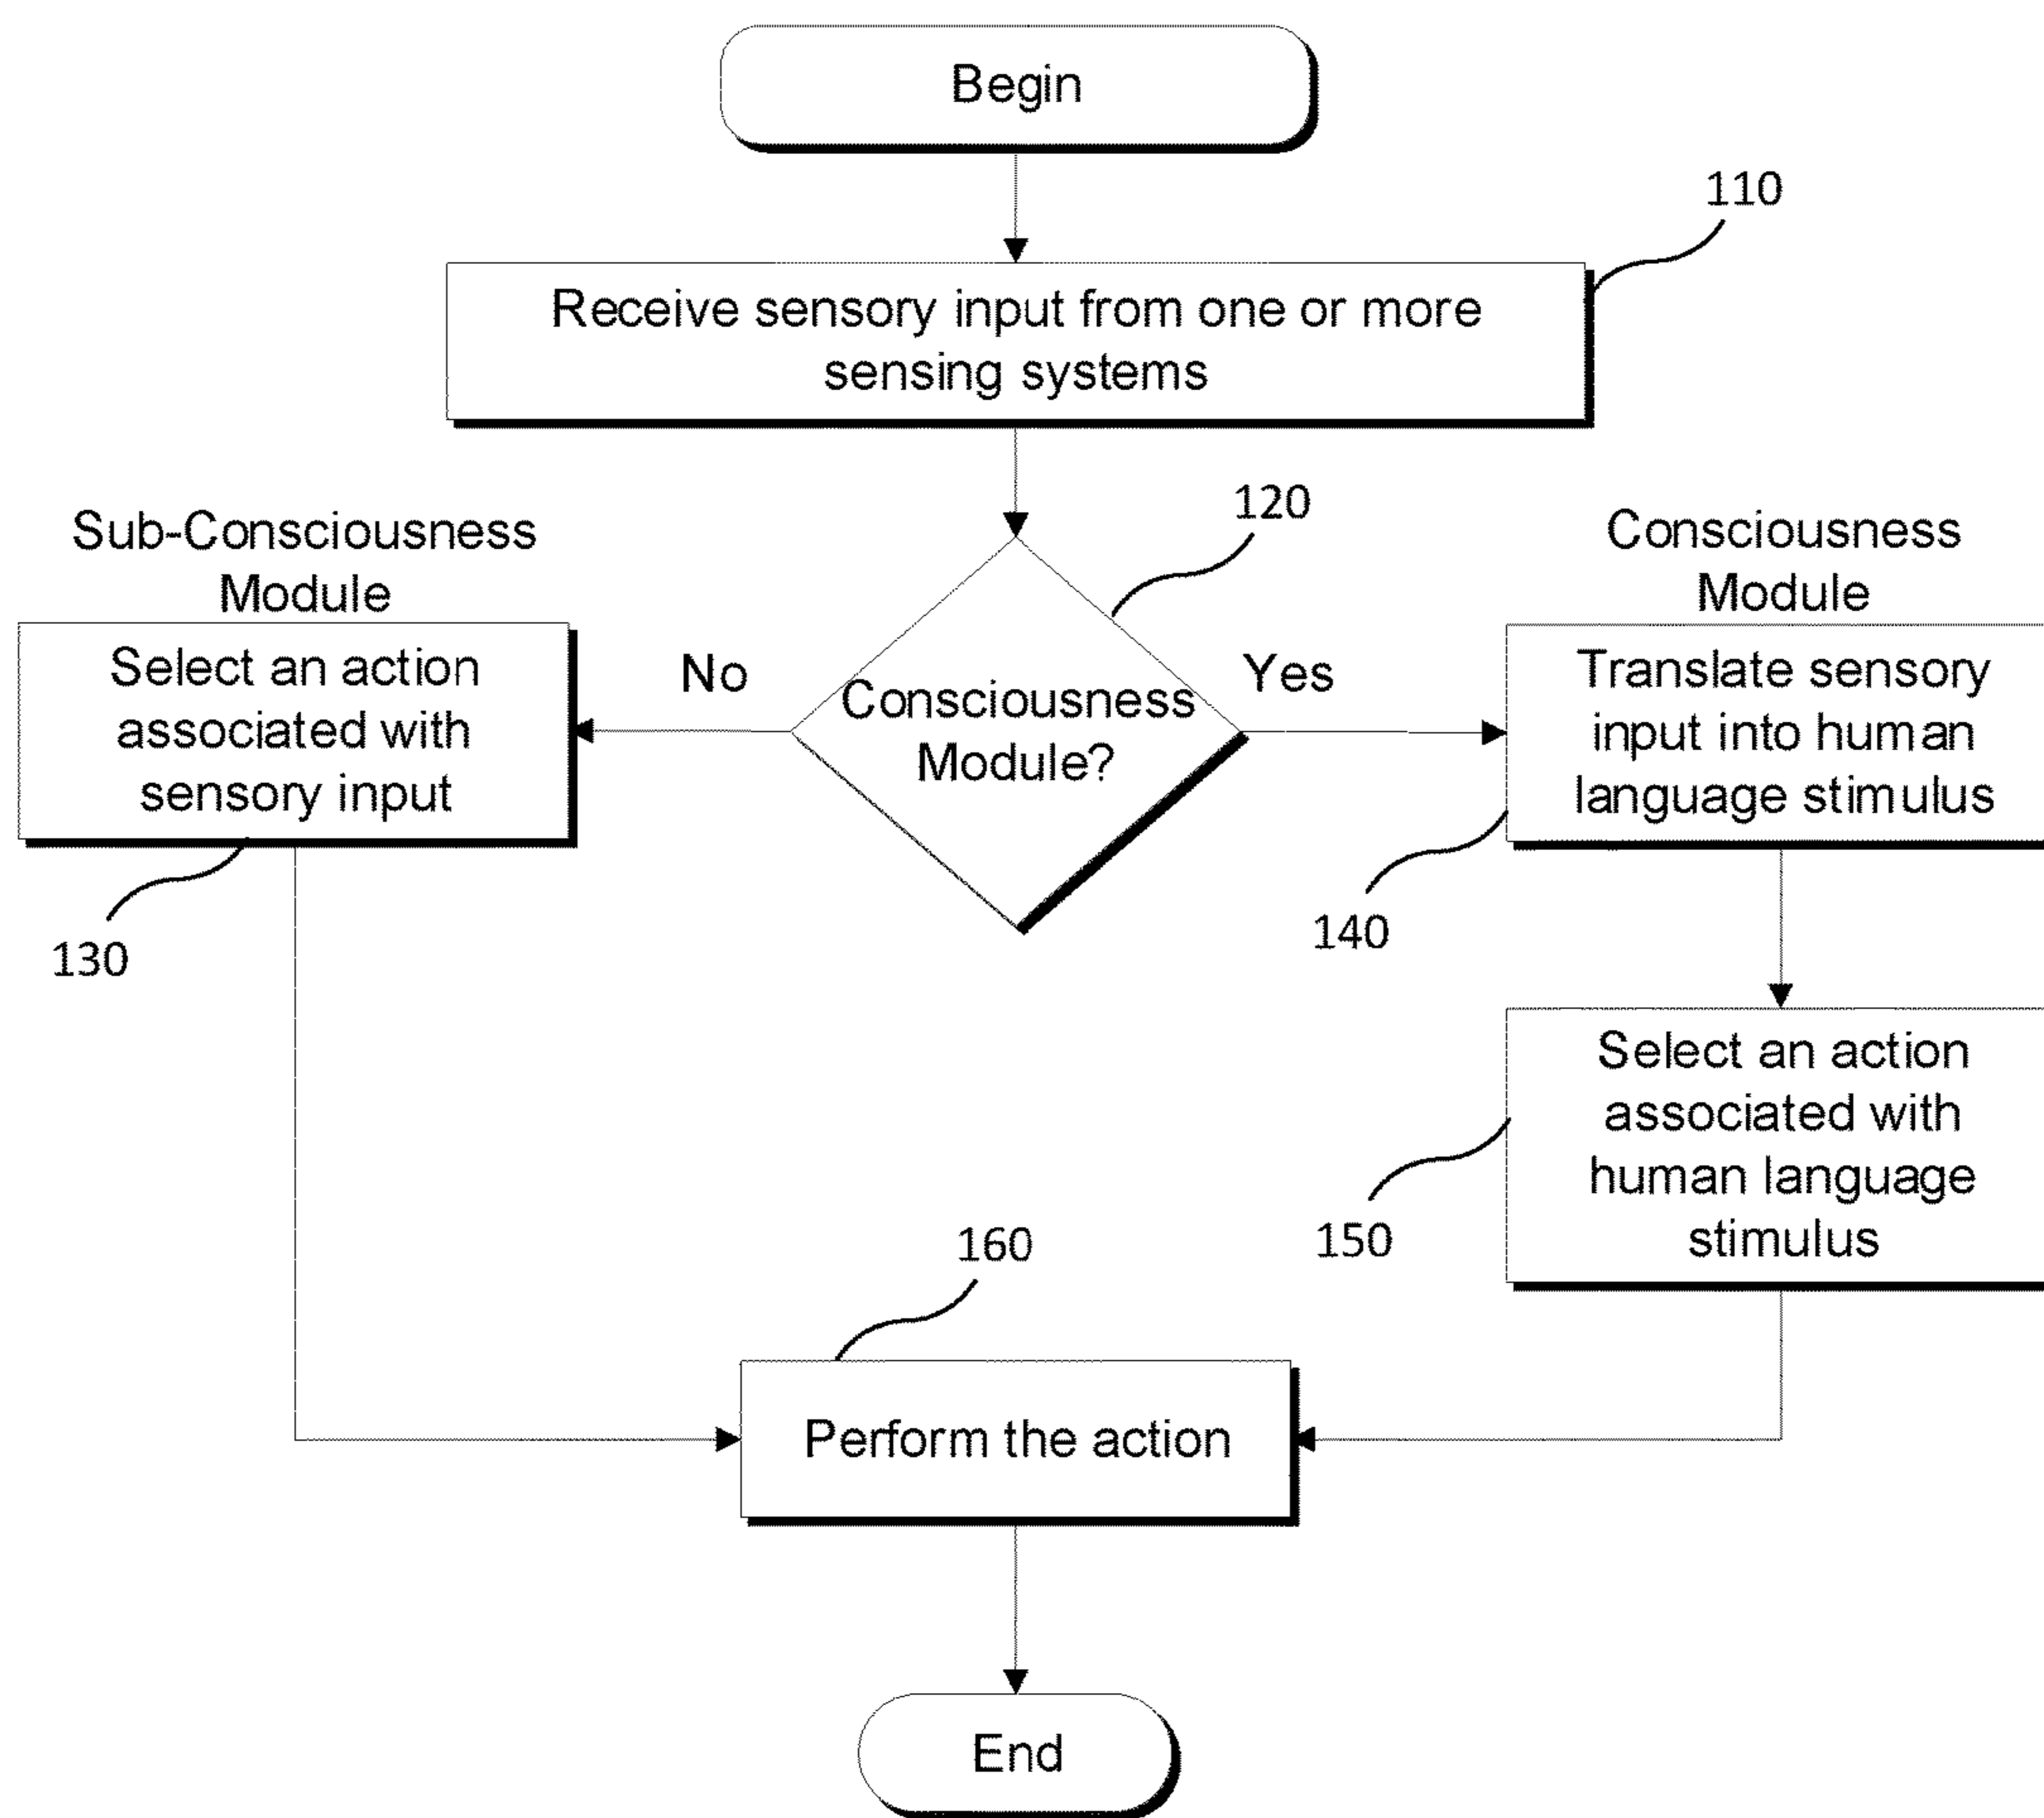 Begin
110
Receive sensory input from one or more
sensing systems
120
Sub-Consciousness
Module
Consciousness
Module
Select an action
associated with
sensory input
No
Consciousness
Module?
Yes
Translate sensory
input into human
language stimulus
130
140
Select an action
associated with
human language
stimulus
150
160
Perform the action
End